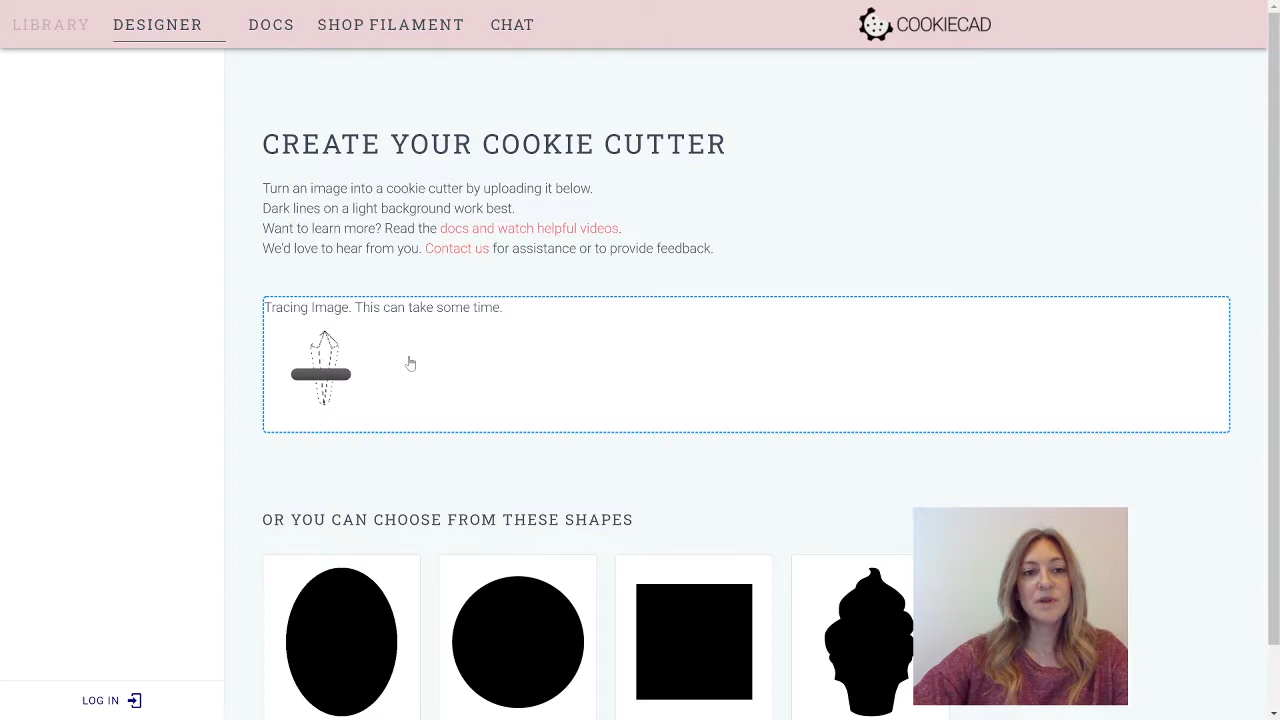 LIBRARY DESIGNER DOCS SHOP FILAMENT CHAT COOKIECAD
CREATE YOUR COOKIE CUTTER
Turn an image into a cookie cutter by uploading it below.
Dark lines on a light background work best.
Want to learn more? Read the docs and watch helpful videos.
We'd love to hear from you. Contact us for assistance or to provide feedback.
Tracing Image. This can take some time.
OR YOU CAN CHOOSE FROM THESE SHAPES
LOG IN